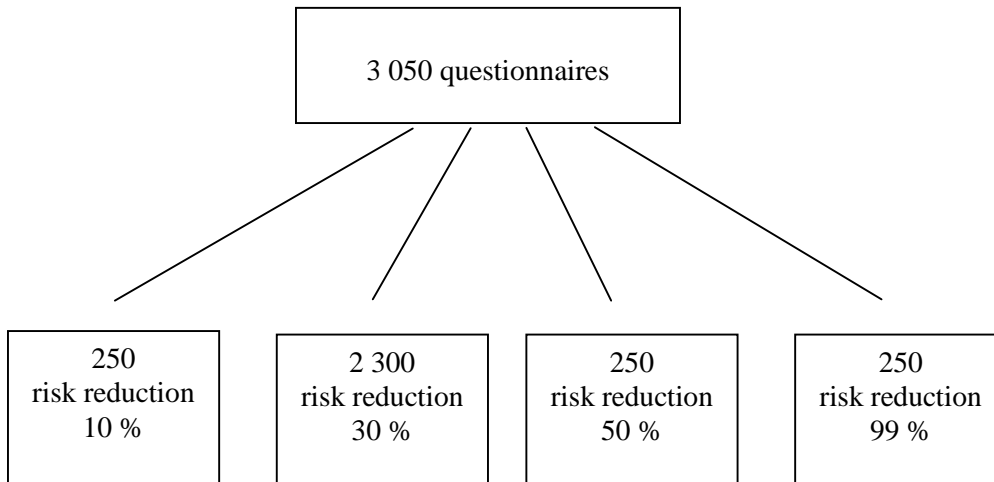 3 050 questionnaires
250
risk reduction
10 %
2 300
risk reduction
30 %
250
risk reduction
50 %
250
risk reduction
99 %